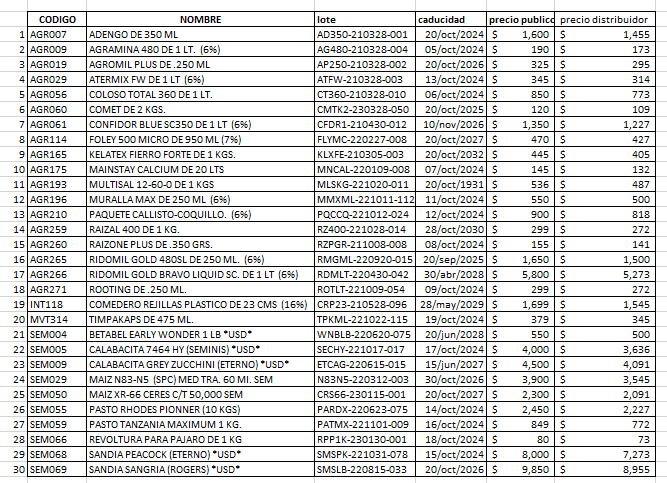 CODIGO NOMBRE lote caducidad precio publico precio distribuidor
1 AGR007 ADENGO DE 350 ML AD350-210328-001 20/oct/2024 $ 1,600 $ 1,455
2 AGR009 AGRAMINA 480 DE 1 LT. (6%) AG480-210328-004 05/oct/2024 $ 190 $ 173
3 AGR019 AGROMIL PLUS DE .250 ML AP250-210328-002 20/oct/2026 $ 325 $ 295
4 AGR029 ATERMIX FW DE 1 LT (6%) ATFW-210328-003 13/oct/2024 $ 345 $ 314
5 AGR056 COLOSO TOTAL 360 DE 1 LT. CT360-210328-010 06/oct/2024 $ 850 $ 773
6 AGR060 COMET DE 2 KGS. CMTK2-230328-050 20/oct/2025 $ 120 $ 109
7 AGR061 CONFIDOR BLUE SC350 DE 1 LT (6%) CFDR1-210430-012 10/nov/2026 $ 1,350 $ 1,227
8 AGR114 FOLEY 500 MICRO DE 950 ML (7%) FLYMC-220227-008 20/oct/2027 $ 470 $ 427
9 AGR165 KELATEX FIERRO FORTE DE 1 KGS. KLXFE-210305-003 20/oct/2032 $ 445 $ 405
10 AGR175 MAINSTAY CALCIUM DE 20 LTS MNCAL-220109-008 07/oct/2024 $ 145 $ 132
11 AGR193 MULTISAL 12-60-0 DE 1 KGS MLSKG-221020-011 20/oct/1931 $ 536 $ 487
12 AGR196 MURALLA MAX DE 250 ML (6%) MMXML-221011-112 11/oct/2024 $ 550 $ 500
13 AGR210 PAQUETE CALLISTO-COQUILLO. (6%) PQCCQ-221012-024 12/oct/2024 $ 900 $ 818
14 AGR259 RAIZAL 400 DE 1 KG. RZ400-221028-014 28/oct/2030 $ 299 $ 272
15 AGR260 RAIZONE PLUS DE .350 GRS. RZPGR-211008-008 08/oct/2024 $ 155 $ 141
16 AGR265 RIDOMIL GOLD 480SL DE 250 ML. (6%) RMGML-220920-015 20/sep/2025 $ 1,650 $ 1,500
17 AGR266 RIDOMIL GOLD BRAVO LIQUID SC. DE 1 LT (6%) RDMLT-220430-042 30/abr/2028 $ 5,800 $ 5,273
18 AGR271 ROOTING DE .250 ML. ROTLT-221009-054 09/oct/2024 $ 299 $ 272
19 INT118 COMEDERO REJILLAS PLASTICO DE 23 CMS (16%) CRP23-210528-096 28/may/2029 $ 1,699 $ 1,545
20 MVT314 TIMPAKAPS DE 475 ML. TPKML-221022-115 19/oct/2024 $ 379 $ 345
21 SEM004 BETABEL EARLY WONDER 1 LB *USD* WNBLB-220620-075 20/jun/2028 $ 550 $ 500
22 SEM005 CALABACITA 7464 HY (SEMINIS) *USD* SECHY-221017-017 17/oct/2024 $ 4,000 $ 3,636
23 SEM009 CALABACITA GREY ZUCCHINI (ETERNO) *USD* ETCAG-220615-015 15/jun/2027 $ 4,500 $ 4,091
24 SEM029 MAIZ N83-N5 (SPC) MED TRA. 60 MI. SEM N83N5-220312-003 30/oct/2026 $ 3,900 $ 3,545
25 SEM050 MAIZ XR-66 CERES C/T 50,000 SEM CRS66-230115-001 20/oct/2027 $ 2,300 $ 2,091
26 SEM055 PASTO RHODES PIONNER (10 KGS) PARDX-220623-075 14/oct/2024 $ 2,450 $ 2,227
27 SEM059 PASTO TANZANIA MAXIMUM 1 KG. PATMX-221101-009 16/oct/2024 $ 849 $ 772
28 SEM066 REVOLTURA PARA PAJARO DE 1 KG RPP1K-230130-001 18/oct/2024 $ 80 $ 73
29 SEM068 SANDIA PEACOCK (ETERNO) *USD* SMSPK-221031-078 15/oct/2024 $ 8,000 $ 7,273
30 SEM069 SANDIA SANGRIA (ROGERS) *USD* SMSLB-220815-033 20/oct/2026 $ 9,850 $ 8,955